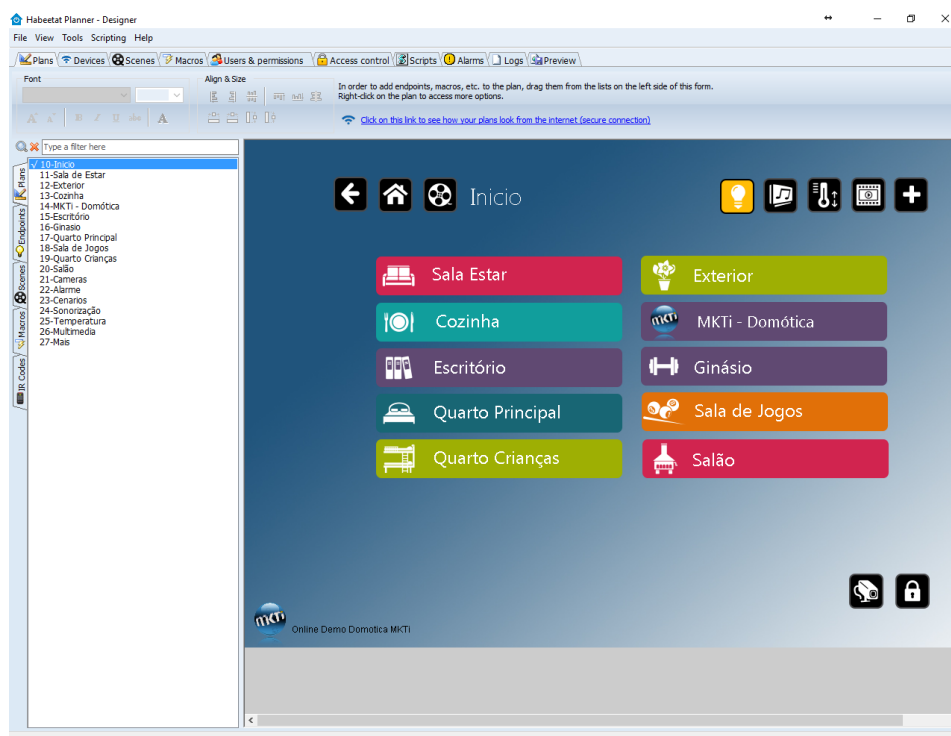 Habeetat Planner - Designer
File View Tools Scripting Help
Plans Devices Scenes Macros Users & permissions Access control Scripts Alarms Logs Preview
Font
Align & Size
In order to add endpoints, macros, etc. to the plan, drag them from the lists on the left side of this form.
Right-click on the plan to access more options.
Click on this link to see how your plans look from the internet (secure connection)
Type a filter here
Plans
Endpoints
Scenes
Macros
IR Codes
√ 10-Inicio
11-Sala de Estar
12-Exterior
13-Cozinha
14-MKTi - Domótica
15-Escritório
16-Ginasio
17-Quarto Principal
18-Sala de Jogos
19-Quarto Crianças
20-Salão
21-Cameras
22-Alarme
23-Cenarios
24-Sonorização
25-Temperatura
26-Multimedia
27-Mais
Inicio
Sala Estar
Exterior
Cozinha
MKTi
MKTi - Domótica
Escritório
Ginásio
Quarto Principal
Sala de Jogos
Quarto Crianças
Salão
MKTi
Online Demo Domotica MKTI